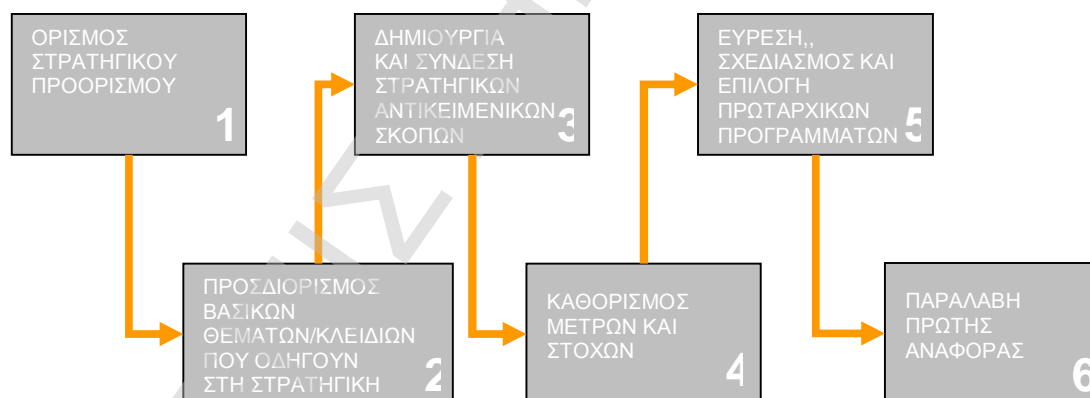 ΟΡΙΣΜΟΣ
ΣΤΡΑΤΗΓΙΚΟΥ
ΠΡΟΟΡΙΣΜΟΥ
1
ΠΡΟΣΔΙΟΡΙΣΜΟΣ
ΒΑΣΙΚΩΝ
ΘΕΜΑΤΩΝ/ΚΛΕΙΔΙΩΝ
ΠΟΥ ΟΔΗΓΟΥΝ
ΣΤΗ ΣΤΡΑΤΗΓΙΚΗ
2
ΔΗΜΙΟΥΡΓΙΑ
ΚΑΙ ΣΥΝΔΕΣΗ
ΣΤΡΑΤΗΓΙΚΩΝ
ΑΝΤΙΚΕΙΜΕΝΙΚΩΝ
ΣΚΟΠΩΝ
3
ΚΑΘΟΡΙΣΜΟΣ
ΜΕΤΡΩΝ ΚΑΙ
ΣΤΟΧΩΝ
4
ΕΥΡΕΣΗ,,
ΣΧΕΔΙΑΣΜΟΣ ΚΑΙ
ΕΠΙΛΟΓΗ
ΠΡΩΤΑΡΧΙΚΩΝ
ΠΡΟΓΡΑΜΜΑΤΩΝ
5
ΠΑΡΑΛΑΒΗ
ΠΡΩΤΗΣ
ΑΝΑΦΟΡΑΣ
6